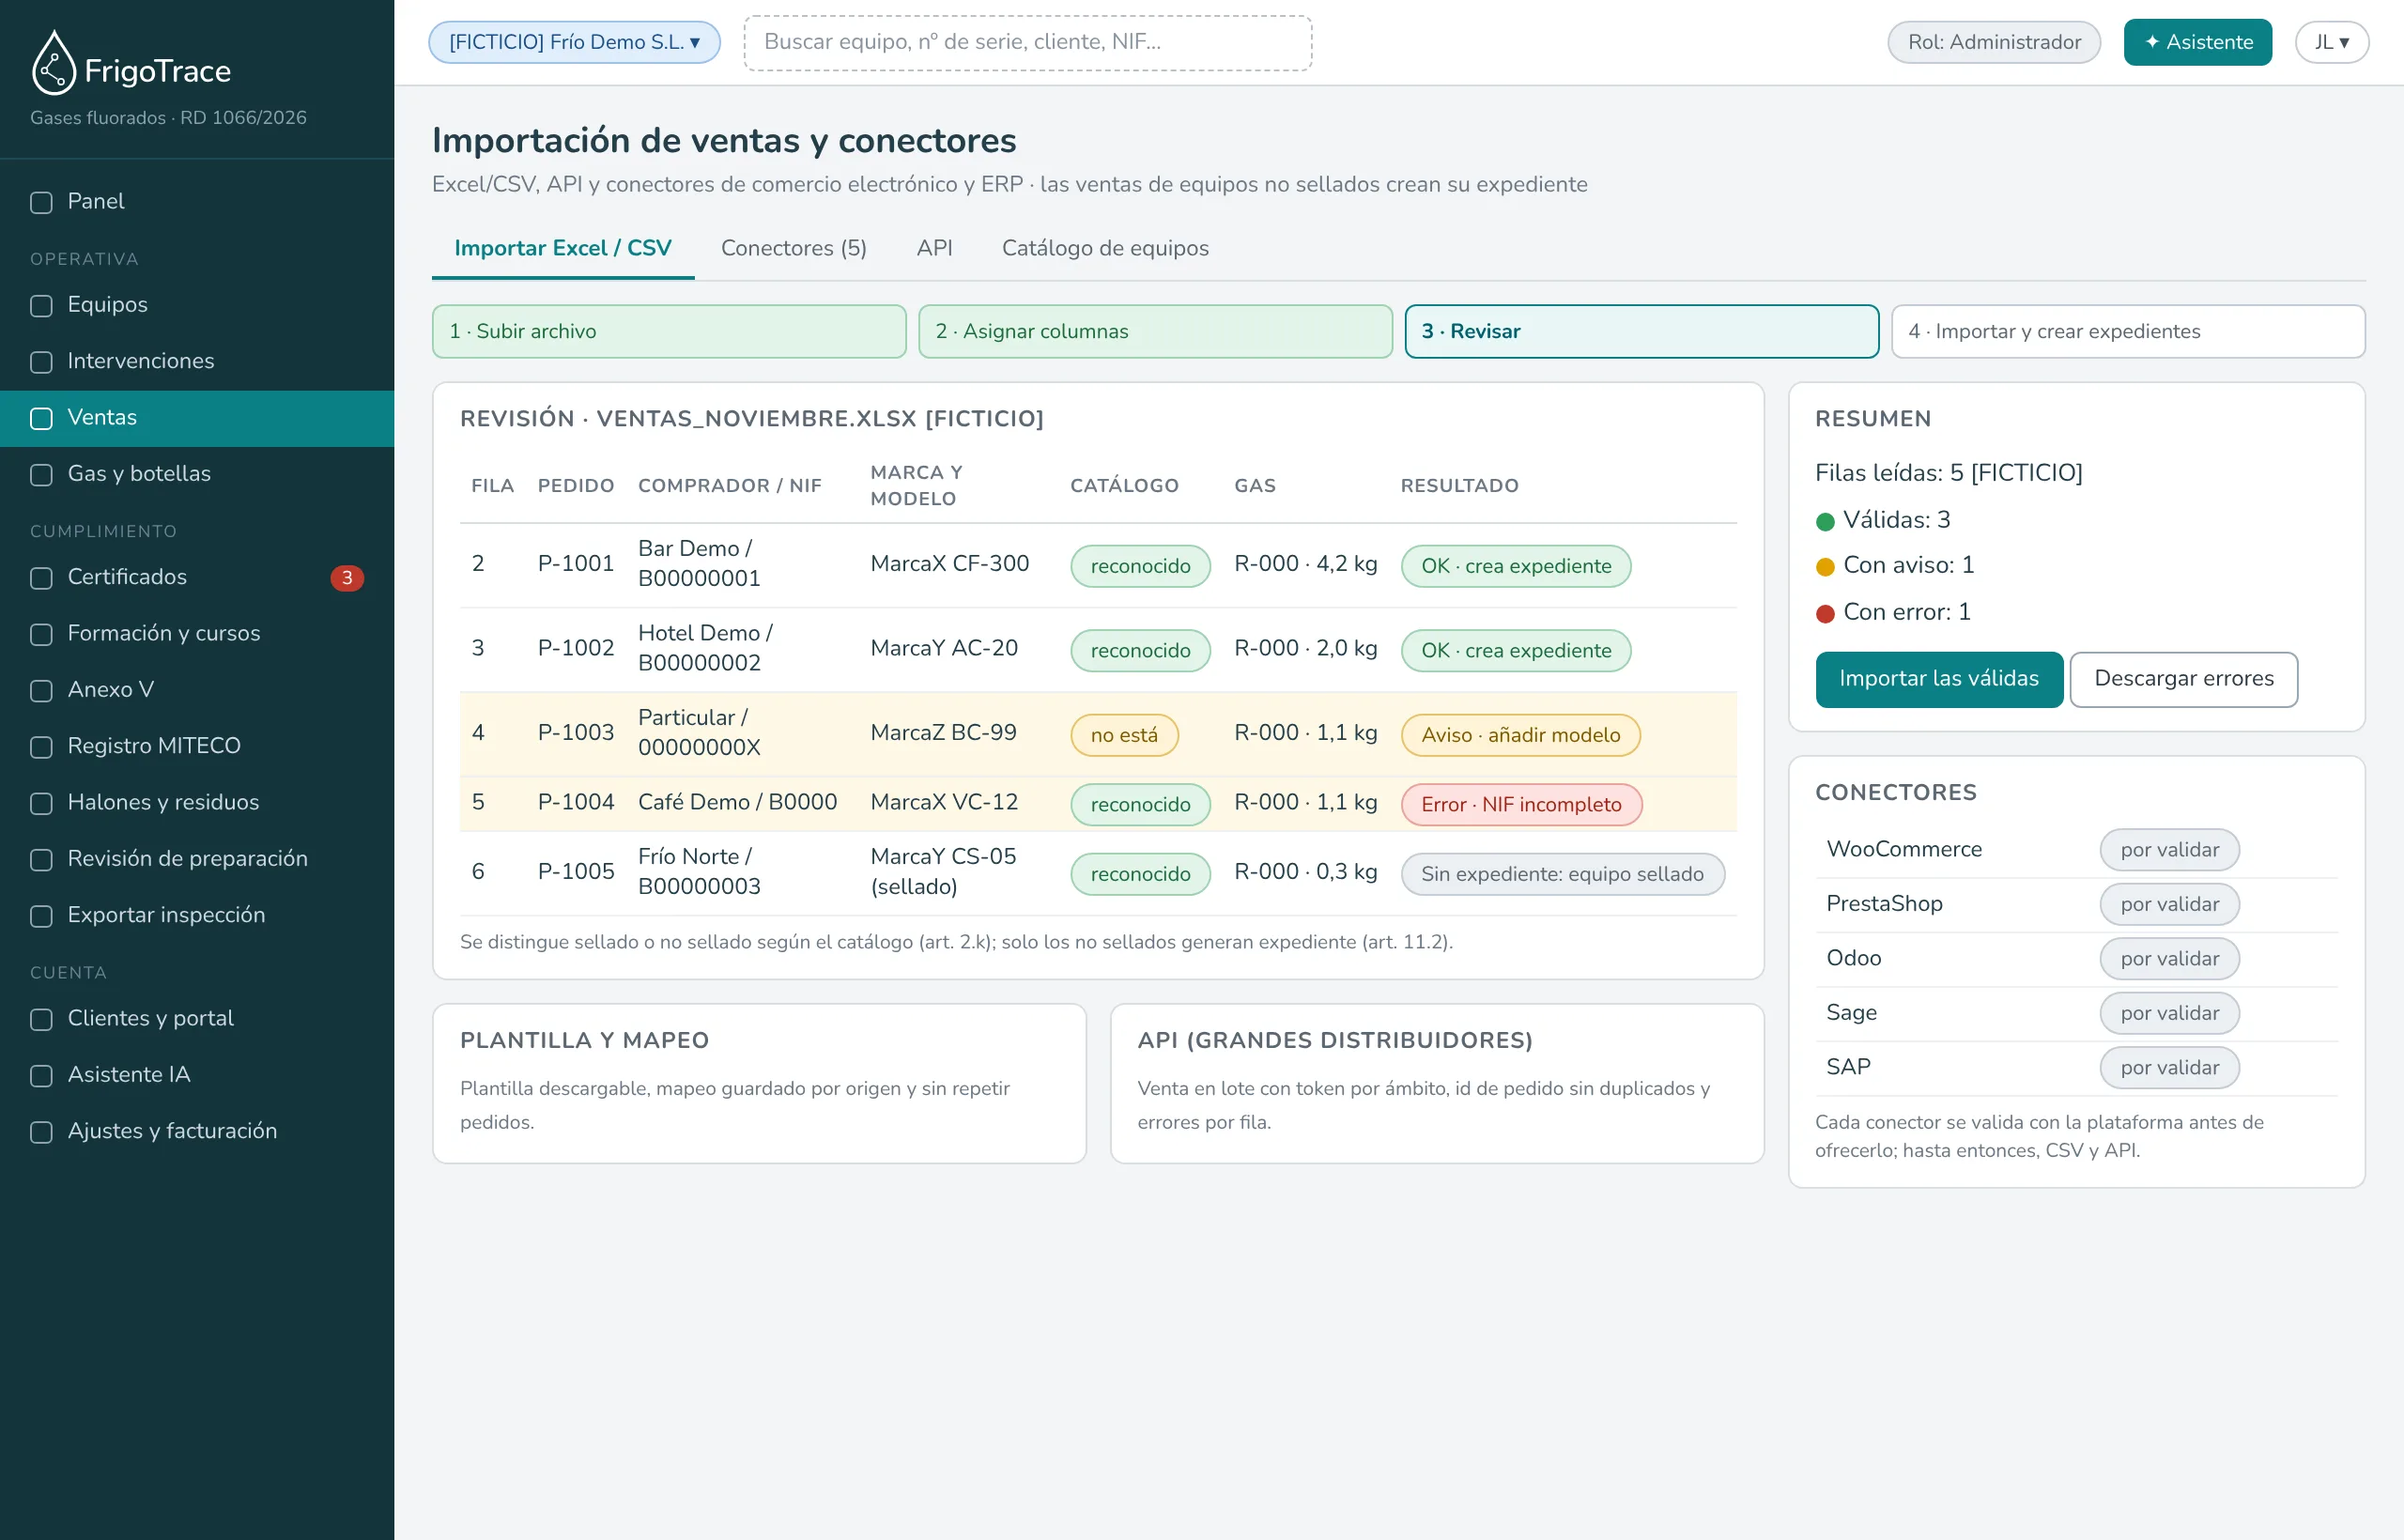 FrigoTrace
Gases fluorados · RD 1066/2026
Panel
OPERATIVA
Equipos
Intervenciones
Ventas
Gas y botellas
CUMPLIMIENTO
Certificados 3
Formación y cursos
Anexo V
Registro MITECO
Halones y residuos
Revisión de preparación
Exportar inspección
CUENTA
Clientes y portal
Asistente IA
Ajustes y facturación
[FICTICIO] Frío Demo S.L. ▾
Buscar equipo, nº de serie, cliente, NIF...
Rol: Administrador
✦ Asistente
JL ▾
Importación de ventas y conectores
Excel/CSV, API y conectores de comercio electrónico y ERP · las ventas de equipos no sellados crean su expediente
Importar Excel / CSV
Conectores (5)
API
Catálogo de equipos
1 · Subir archivo
2 · Asignar columnas
3 · Revisar
4 · Importar y crear expedientes
REVISIÓN · VENTAS_NOVIEMBRE.XLSX [FICTICIO]
FILA PEDIDO COMPRADOR / NIF MARCA Y MODELO CATÁLOGO GAS RESULTADO
2 P-1001 Bar Demo / B00000001 MarcaX CF-300 reconocido R-000 · 4,2 kg OK · crea expediente
3 P-1002 Hotel Demo / B00000002 MarcaY AC-20 reconocido R-000 · 2,0 kg OK · crea expediente
4 P-1003 Particular / 00000000X MarcaZ BC-99 no está R-000 · 1,1 kg Aviso · añadir modelo
5 P-1004 Café Demo / B0000 MarcaX VC-12 reconocido R-000 · 1,1 kg Error · NIF incompleto
6 P-1005 Frío Norte / B00000003 MarcaY CS-05 (sellado) reconocido R-000 · 0,3 kg Sin expediente: equipo sellado
Se distingue sellado o no sellado según el catálogo (art. 2.k); solo los no sellados generan expediente (art. 11.2).
PLANTILLA Y MAPEO
Plantilla descargable, mapeo guardado por origen y sin repetir
pedidos.
API (GRANDES DISTRIBUIDORES)
Venta en lote con token por ámbito, id de pedido sin duplicados y
errores por fila.
RESUMEN
Filas leídas: 5 [FICTICIO]
Válidas: 3
Con aviso: 1
Con error: 1
Importar las válidas
Descargar errores
CONECTORES
WooCommerce por validar
PrestaShop por validar
Odoo por validar
Sage por validar
SAP por validar
Cada conector se valida con la plataforma antes de
ofrecerlo; hasta entonces, CSV y API.